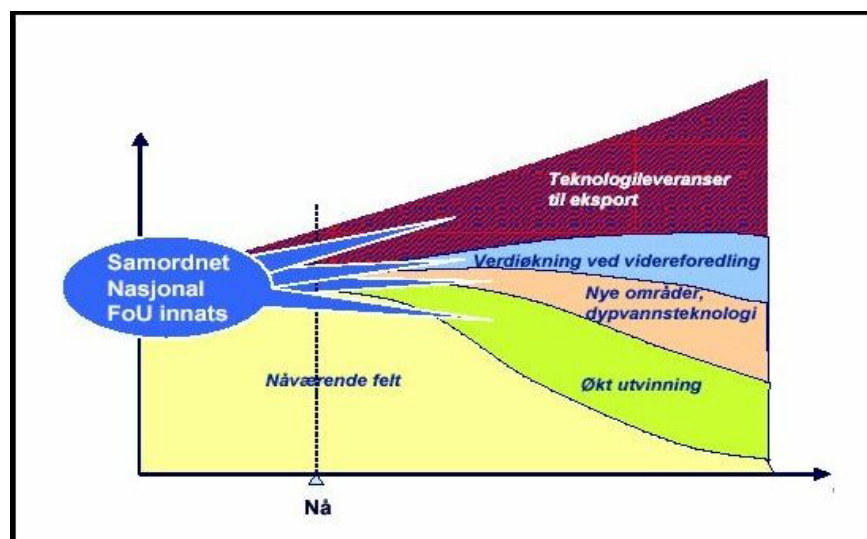 Teknologileveranser
til eksport
Samordnet
Nasjonal
FoU innats
Verdiøkning ved videreforedling
Nye områder,
dypvannsteknologi
Nåværende felt
Økt utvinning
Nå